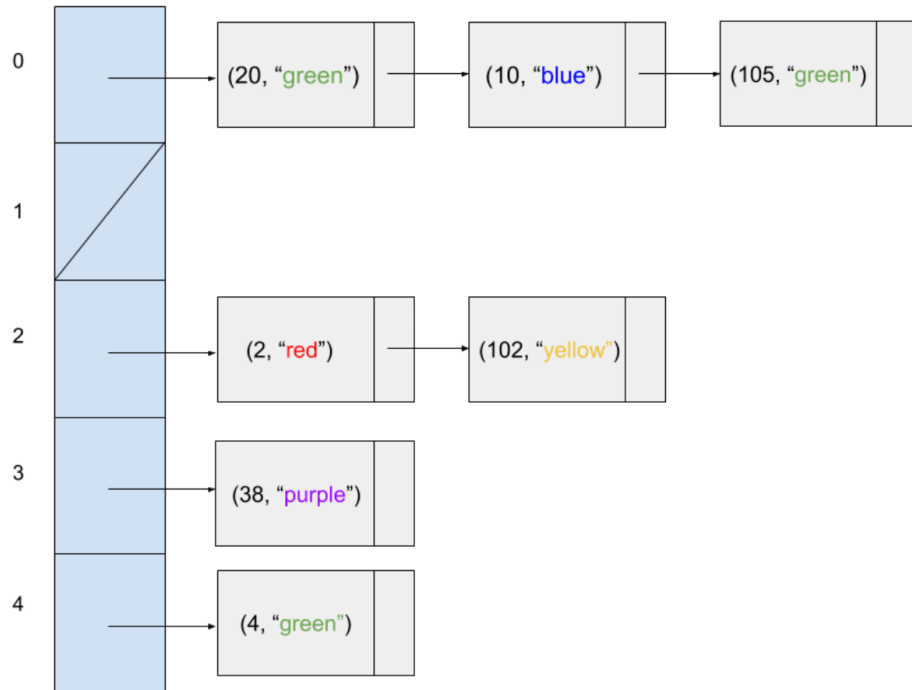 0
(20, “green”)
(10, “blue”)
(105, “green”)
1
2
(2, “red”)
(102, “yellow”)
3
(38, “purple”)
4
(4, “green”)